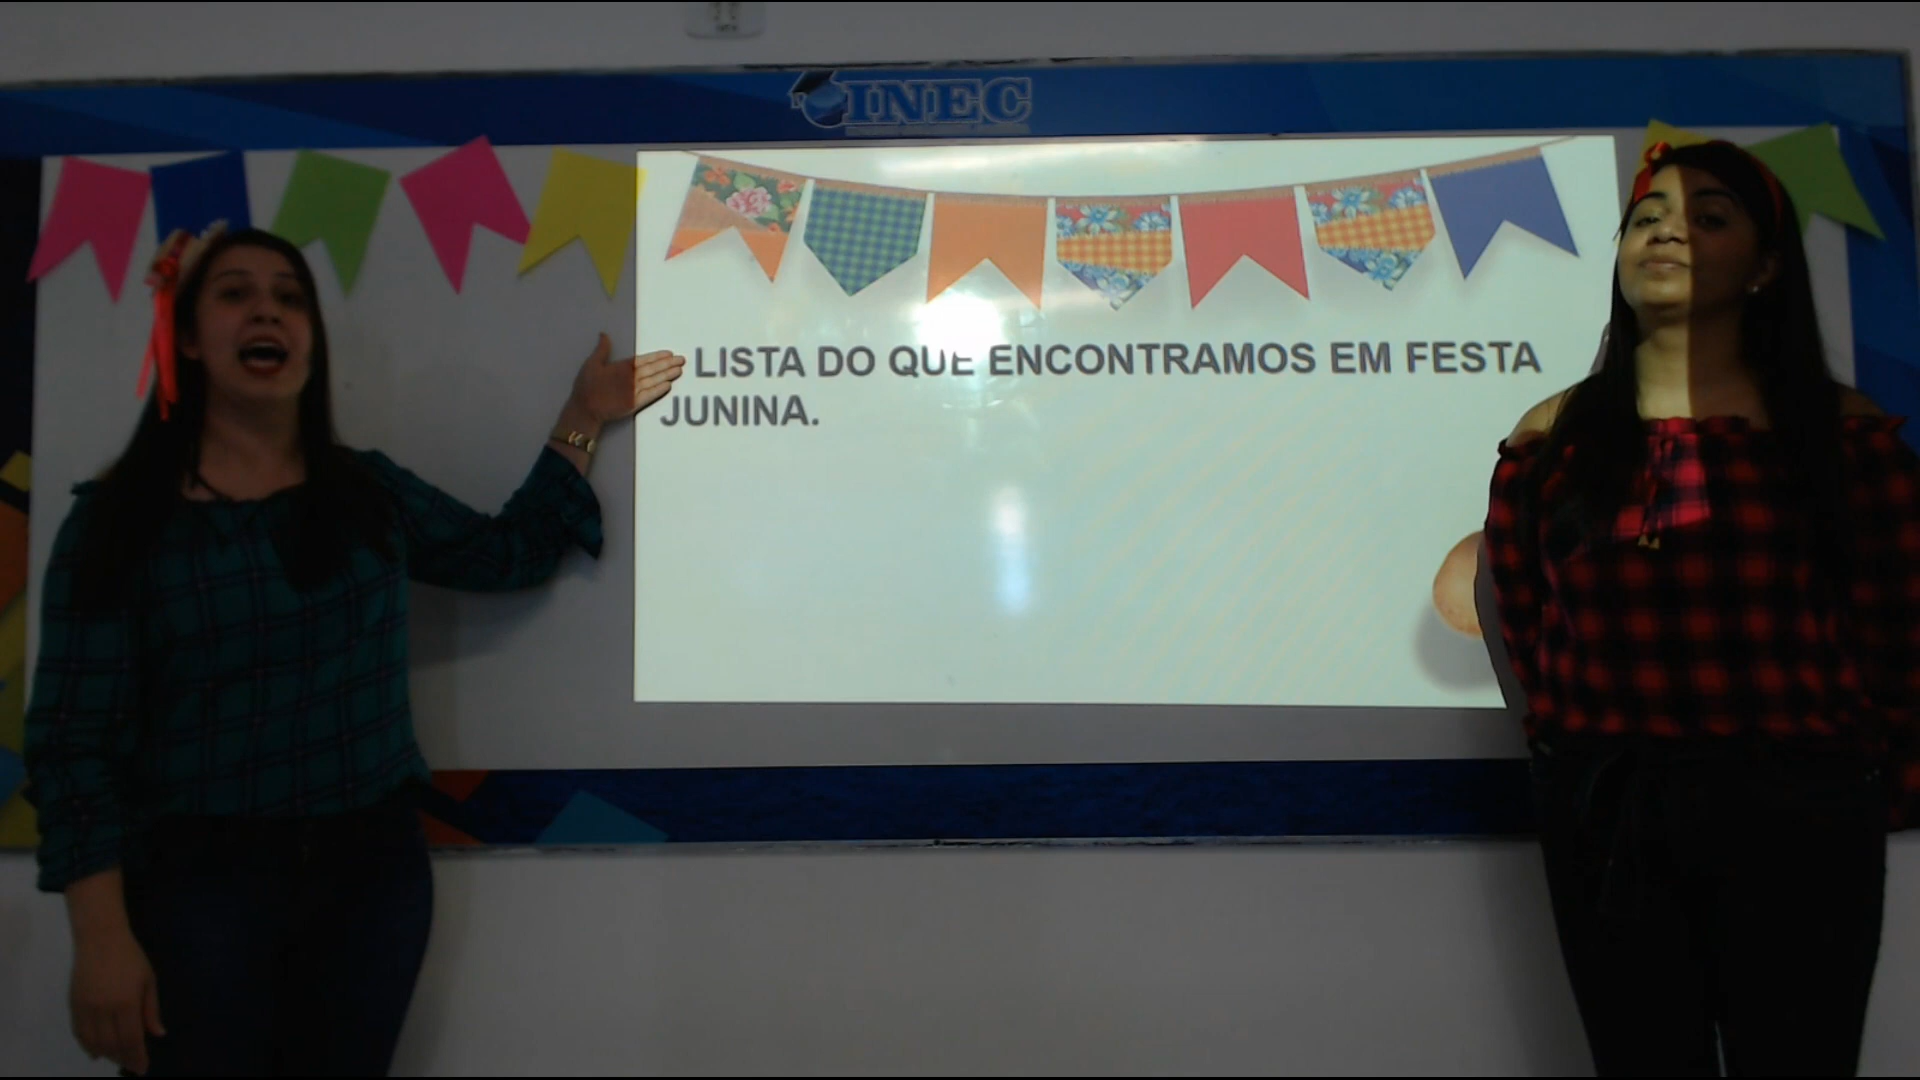 INEC
LISTA DO QUE ENCONTRAMOS EM FESTA
JUNINA.